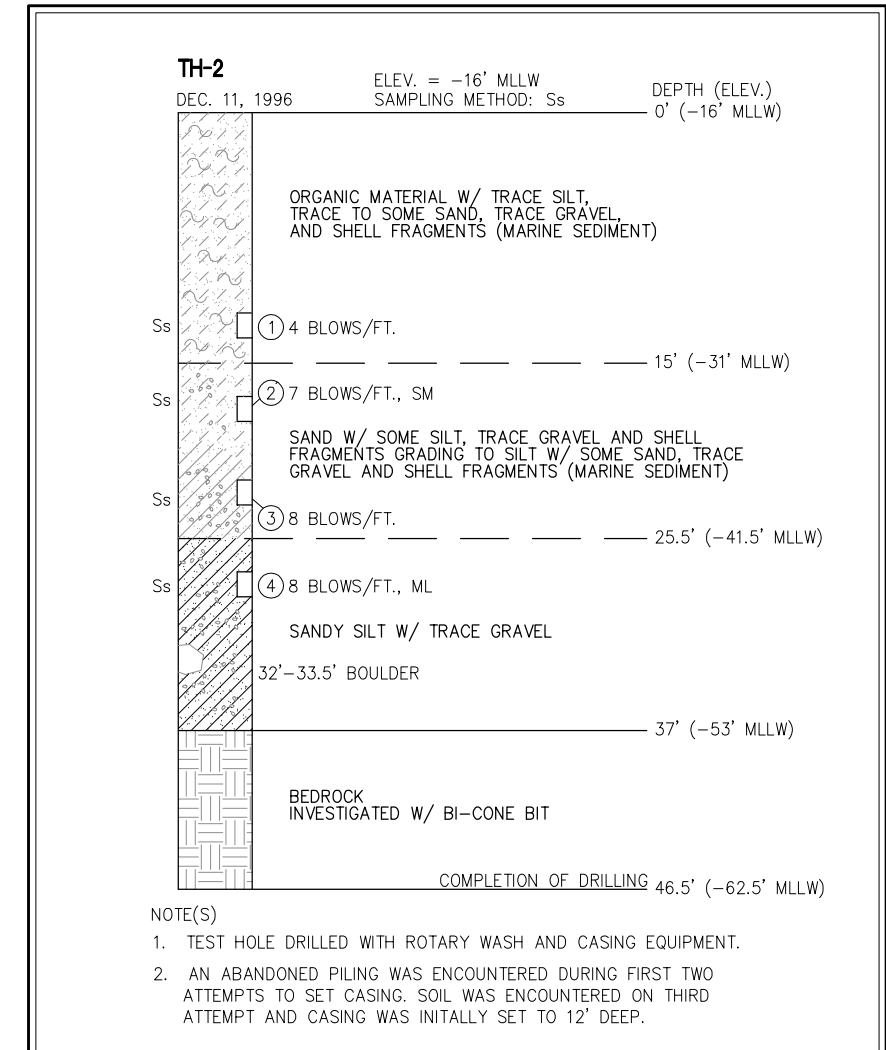 TH-2
DEC. 11, 1996
ELEV. = -16' MLLW
SAMPLING METHOD: Ss
DEPTH (ELEV.)
0' (-16' MLLW)
ORGANIC MATERIAL W/ TRACE SILT,
TRACE TO SOME SAND, TRACE GRAVEL,
AND SHELL FRAGMENTS (MARINE SEDIMENT)
Ss 1 4 BLOWS/FT.
15' (-31' MLLW)
Ss 2 7 BLOWS/FT., SM
SAND W/ SOME SILT, TRACE GRAVEL AND SHELL
FRAGMENTS GRADING TO SILT W/ SOME SAND, TRACE
GRAVEL AND SHELL FRAGMENTS (MARINE SEDIMENT)
Ss 3 8 BLOWS/FT.
25.5' (-41.5' MLLW)
Ss 4 8 BLOWS/FT., ML
SANDY SILT W/ TRACE GRAVEL
32'-33.5' BOULDER
37' (-53' MLLW)
BEDROCK
INVESTIGATED W/ BI-CONE BIT
COMPLETION OF DRILLING 46.5' (-62.5' MLLW)
NOTE(S)
1. TEST HOLE DRILLED WITH ROTARY WASH AND CASING EQUIPMENT.
2. AN ABANDONED PILING WAS ENCOUNTERED DURING FIRST TWO
ATTEMPTS TO SET CASING. SOIL WAS ENCOUNTERED ON THIRD
ATTEMPT AND CASING WAS INITALLY SET TO 12' DEEP.